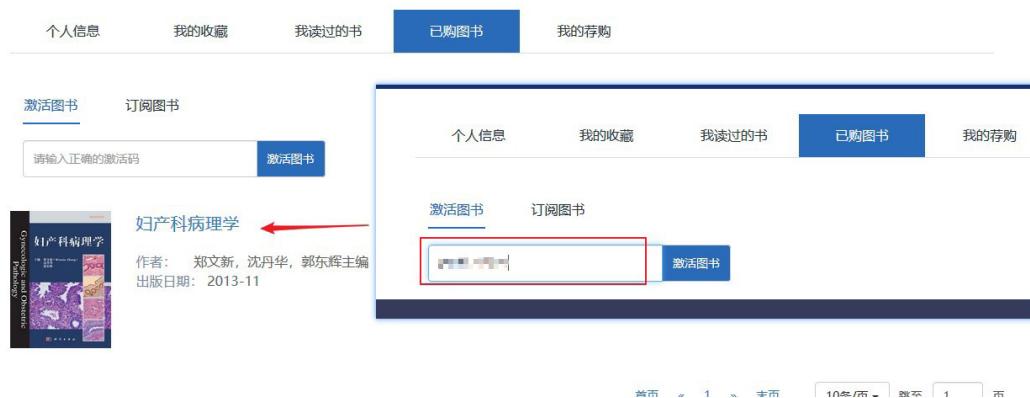 个人信息 我的收藏 我读过的书 已购图书 我的荐购
激活图书 订阅图书
请输入正确的激活码 激活图书
妇产科病理学
作者： 郑文新，沈丹华，郭东辉主编
出版日期： 2013-11
妇产科病理学
Gynecologic and Obstetric
Pathology
个人信息 我的收藏 我读过的书 已购图书 我的荐购
激活图书 订阅图书
激活图书
首页 « 1 » 末页 10条/页 跳至 1 页